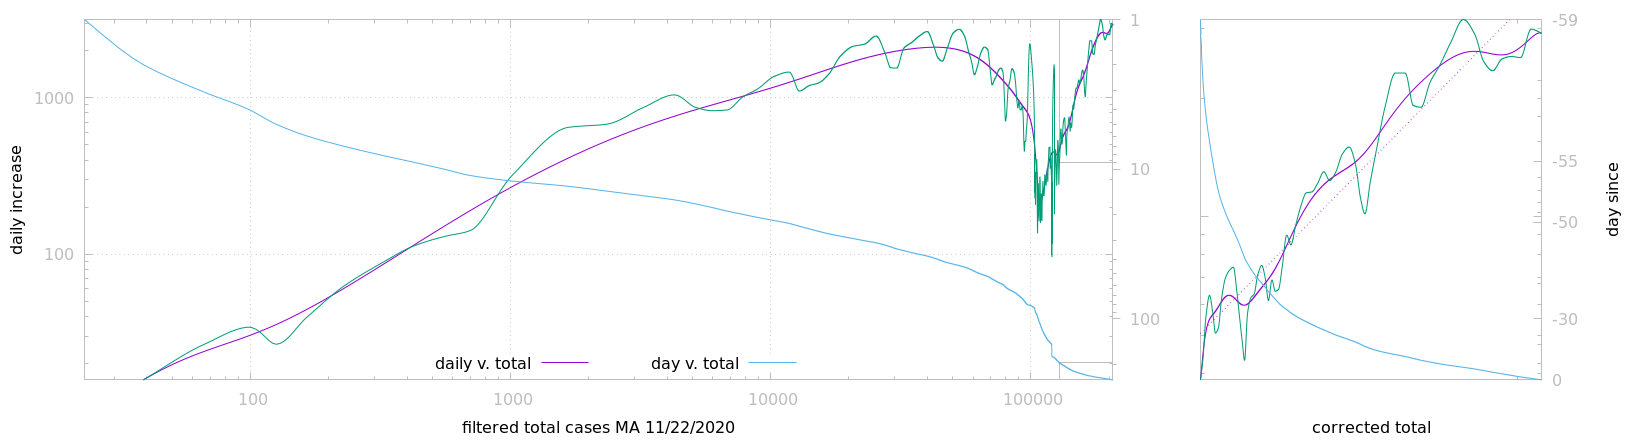 daily increase
1000
100
daily v. total
day v. total
100
1000
10000
100000
filtered total cases MA 11/22/2020
1
10
100
-59
-55
-50
-30
0
day since
corrected total